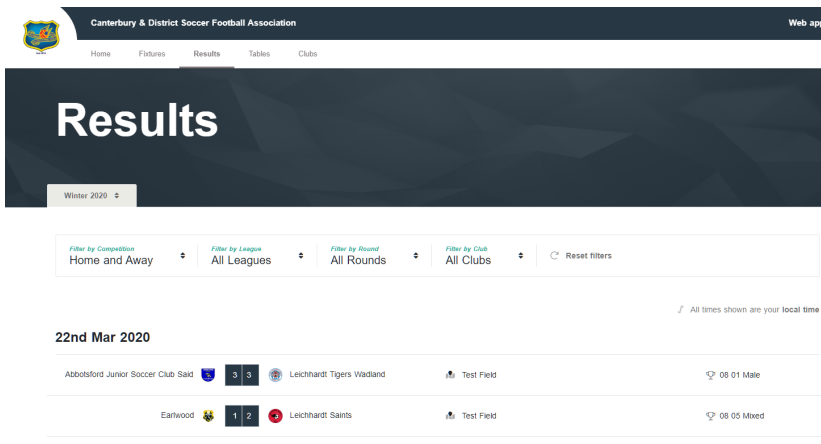 Canterbury & District Soccer Football Association
Web app
Home Fixtures Results Tables Clubs
Results
Winter 2020
Filter by Competition Filter by League Filter by Round Filter by Club
Home and Away All Leagues All Rounds All Clubs Reset filters
All times shown are your local time
22nd Mar 2020
Abbotsford Junior Soccer Club Said 3 3 Leichhardt Tigers Wadland Test Field 08 01 Male
Earlwood 1 2 Leichhardt Saints Test Field 08 05 Mixed